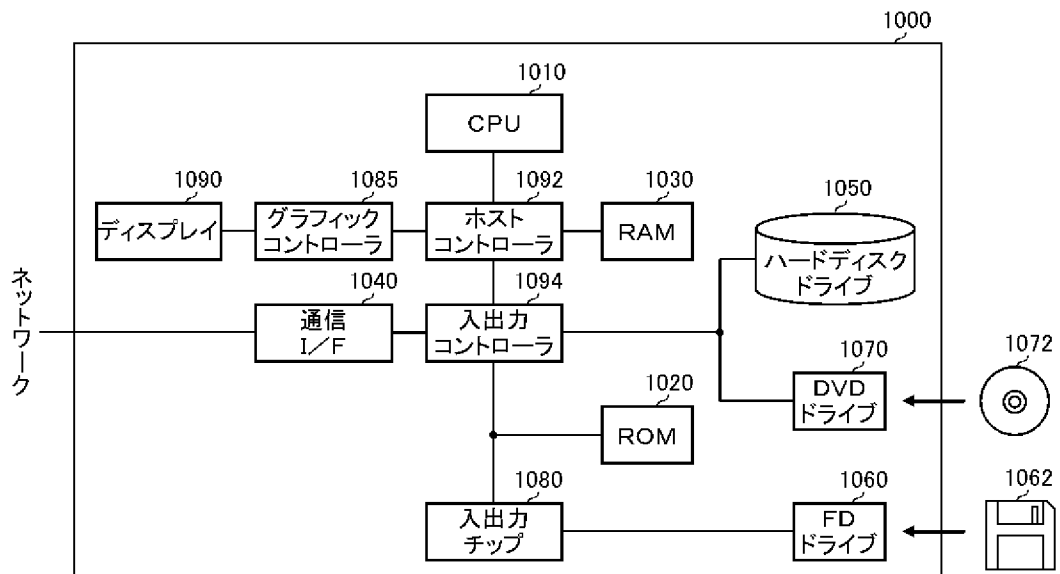 1000
1010
CPU
1090
ディスプレイ
1085
グラフィック
コントローラ
1092
ホスト
コントローラ
1030
RAM
1050
ハードディスク
ドライブ
ネットワーク
1040
通信
I／F
1094
入出力
コントローラ
1070
DVD
ドライブ
1072
1020
ROM
1080
入出力
チップ
1060
FD
ドライブ
1062